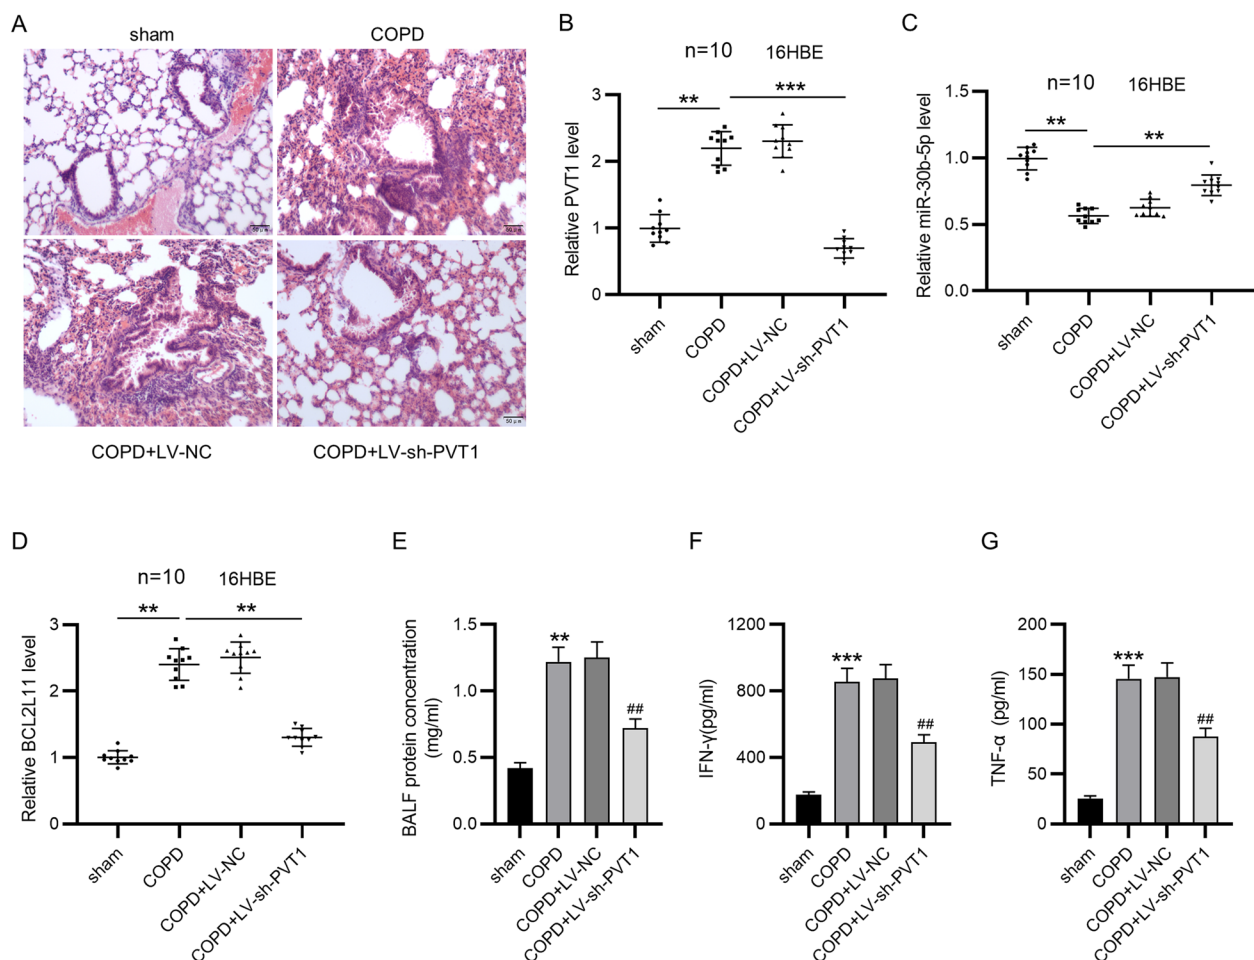 A
sham
COPD
50 μm
50 μm
50 μm
COPD+LV-NC
COPD+LV-sh-PVT1
B
n=10
16HBE
Relative PVT1 level
3
2
1
0
**
***
sham
COPD
COPD+LV-NC
COPD+LV-sh-PVT1
C
n=10
16HBE
Relative miR-30b-5p level
1.5
1.0
0.5
0.0
**
**
sham
COPD
COPD+LV-NC
COPD+LV-sh-PVT1
D
n=10
16HBE
Relative BCL2L11 level
3
2
1
0
**
**
sham
COPD
COPD+LV-NC
COPD+LV-sh-PVT1
E
BALF protein concentration
(mg/ml)
1.5
1.0
0.5
0.0
**
##
sham
COPD
COPD+LV-NC
COPD+LV-sh-PVT1
F
IFN-γ(pg/ml)
1200
800
400
0
***
##
sham
COPD
COPD+LV-NC
COPD+LV-sh-PVT1
G
TNF-α (pg/ml)
200
150
100
50
0
***
##
sham
COPD
COPD+LV-NC
COPD+LV-sh-PVT1